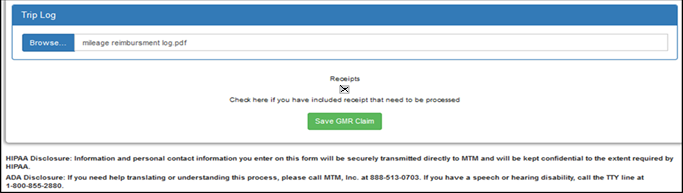 Trip Log
Browse... mileage reimbursment log.pdf
Receipts
Check here if you have included receipt that need to be processed
Save GMR Claim
HIPAA Disclosure: Information and personal contact information you enter on this form will be securely transmitted directly to MTM and will be kept confidential to the extent required by
HIPAA.
ADA Disclosure: If you need help translating or understanding this process, please call MTM, Inc. at 888-513-0703. If you have a speech or hearing disability, call the TTY line at
1-800-855-2880.